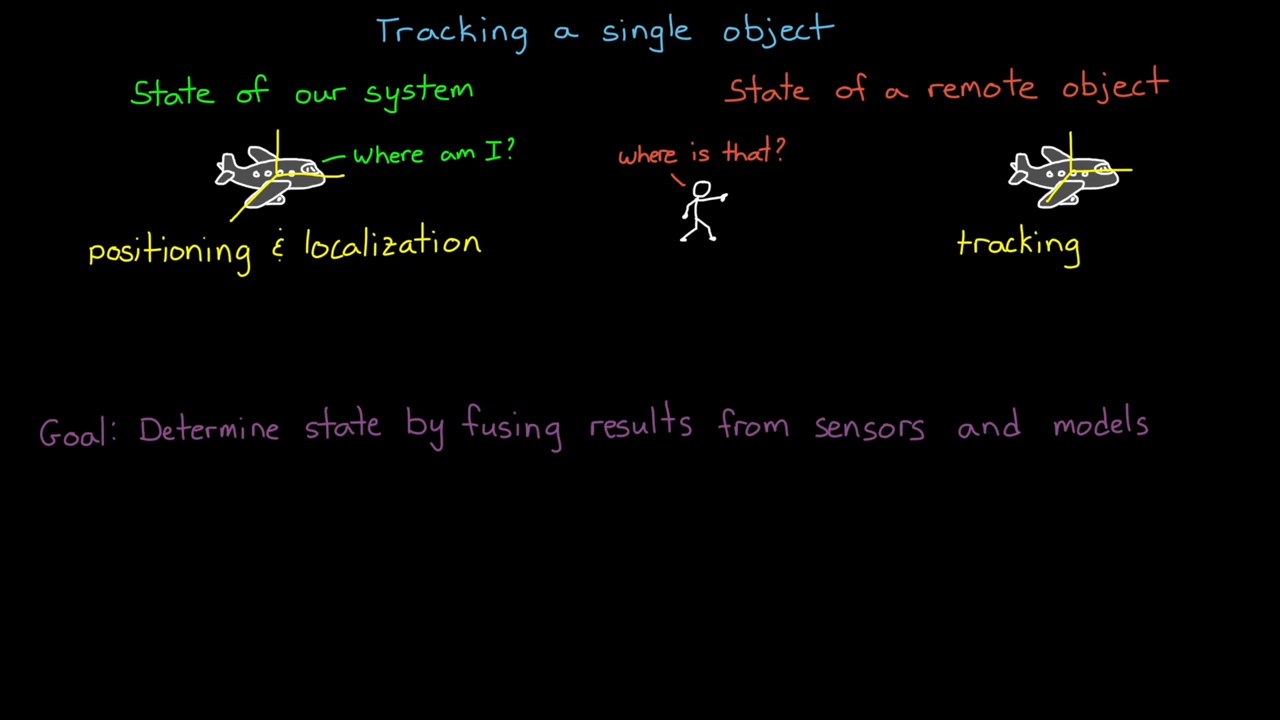 Tracking a single object
State of our system
State of a remote object
where am I?
where is that?
positioning & localization
tracking
Goal: Determine state by fusing results from sensors and models